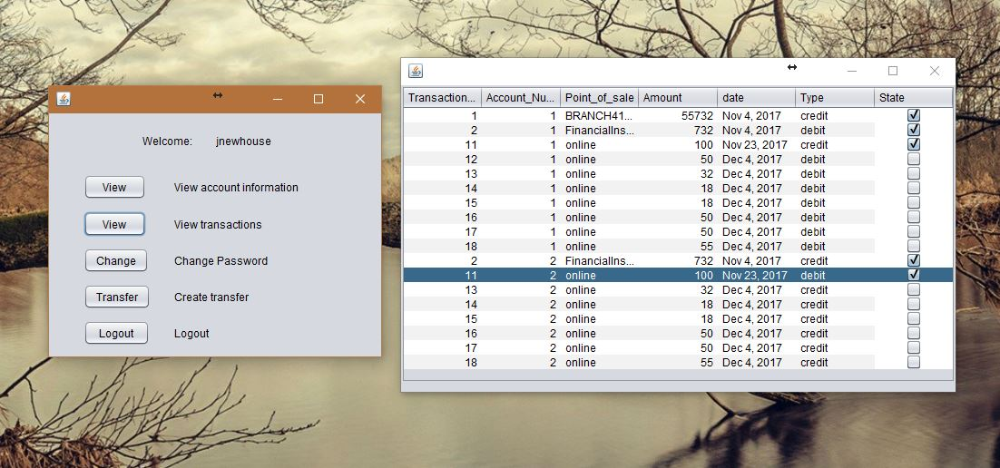 Welcome: jnewhouse
View View account information
View View transactions
Change Change Password
Transfer Create transfer
Logout Logout
Transaction... Account_Nu... Point_of_sale Amount date Type State
1 1 BRANCH41... 55732 Nov 4, 2017 credit
2 1 FinancialIns... 732 Nov 4, 2017 debit
11 1 online 100 Nov 23, 2017 credit
12 1 online 50 Dec 4, 2017 debit
13 1 online 32 Dec 4, 2017 debit
14 1 online 18 Dec 4, 2017 debit
15 1 online 18 Dec 4, 2017 debit
16 1 online 50 Dec 4, 2017 debit
17 1 online 50 Dec 4, 2017 debit
18 1 online 55 Dec 4, 2017 debit
2 2 FinancialIns... 732 Nov 4, 2017 credit
11 2 online 100 Nov 23, 2017 debit
13 2 online 32 Dec 4, 2017 credit
14 2 online 18 Dec 4, 2017 credit
15 2 online 18 Dec 4, 2017 credit
16 2 online 50 Dec 4, 2017 credit
17 2 online 50 Dec 4, 2017 credit
18 2 online 55 Dec 4, 2017 credit